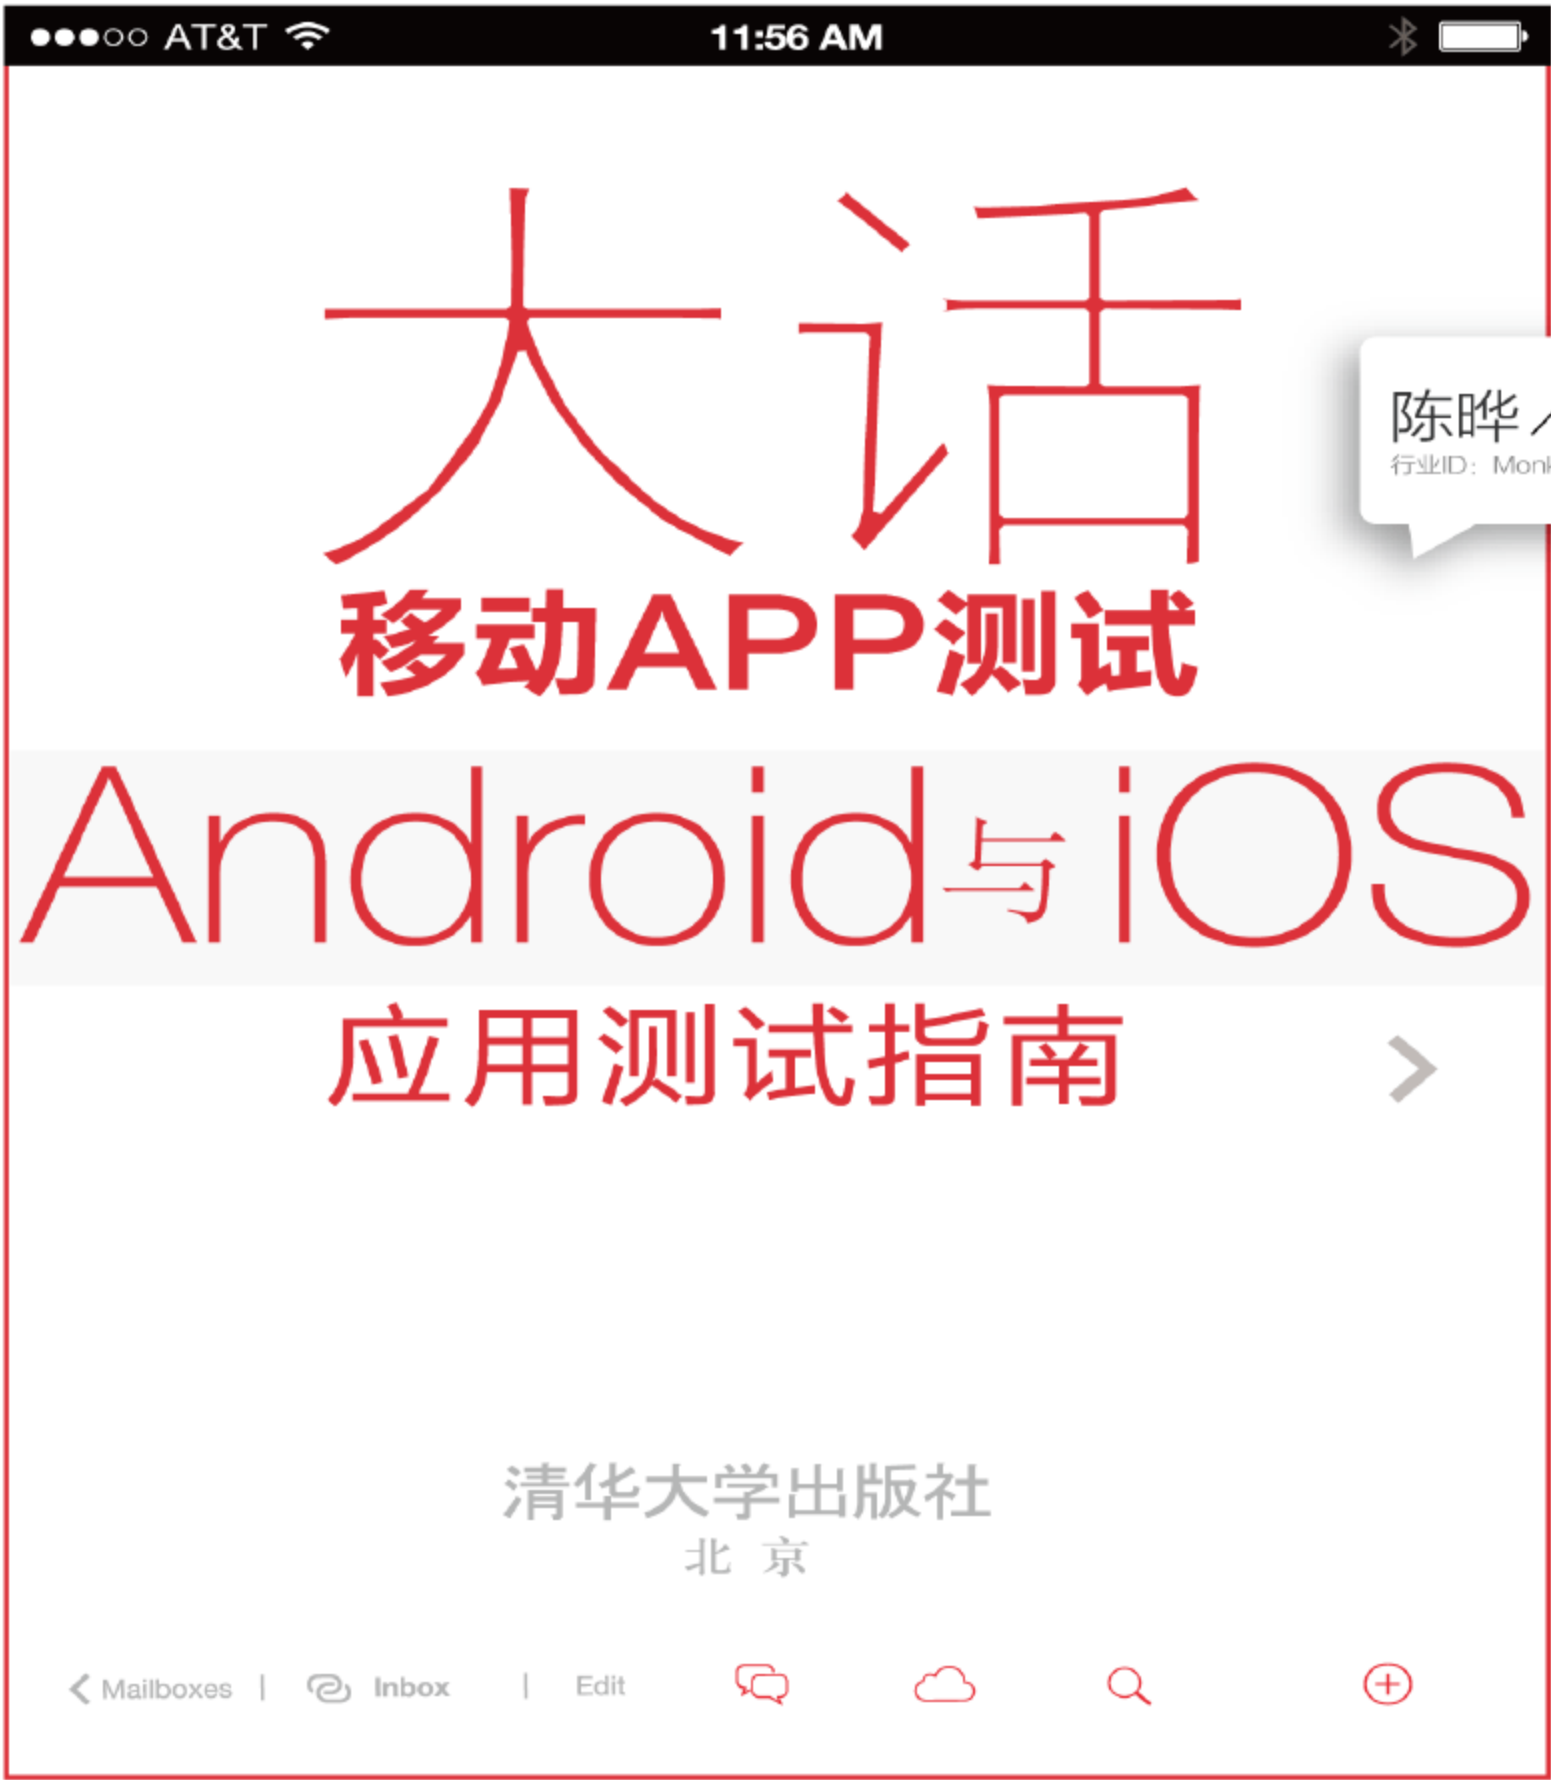 AT&T 11:56 AM
大话
陈晔
行业ID：Monk
移动APP测试
Android与iOS
应用测试指南
清华大学出版社
北京
Mailboxes | Inbox | Edit